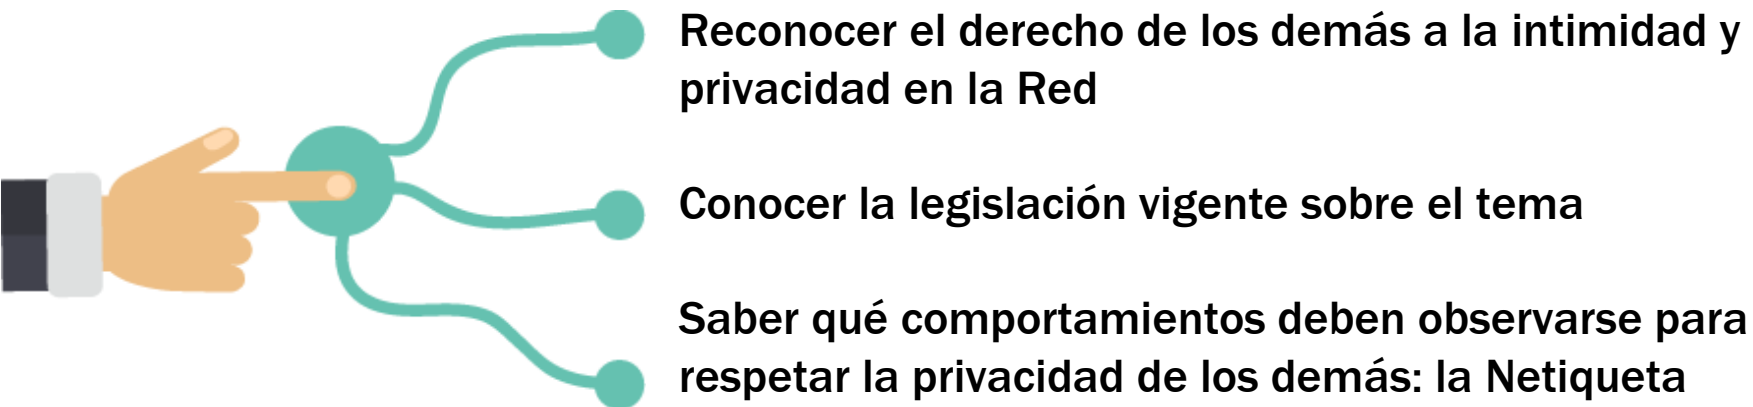 Reconocer el derecho de los demás a la intimidad y
privacidad en la Red
Conocer la legislación vigente sobre el tema
Saber qué comportamientos deben observarse para
respetar la privacidad de los demás: la Netiqueta